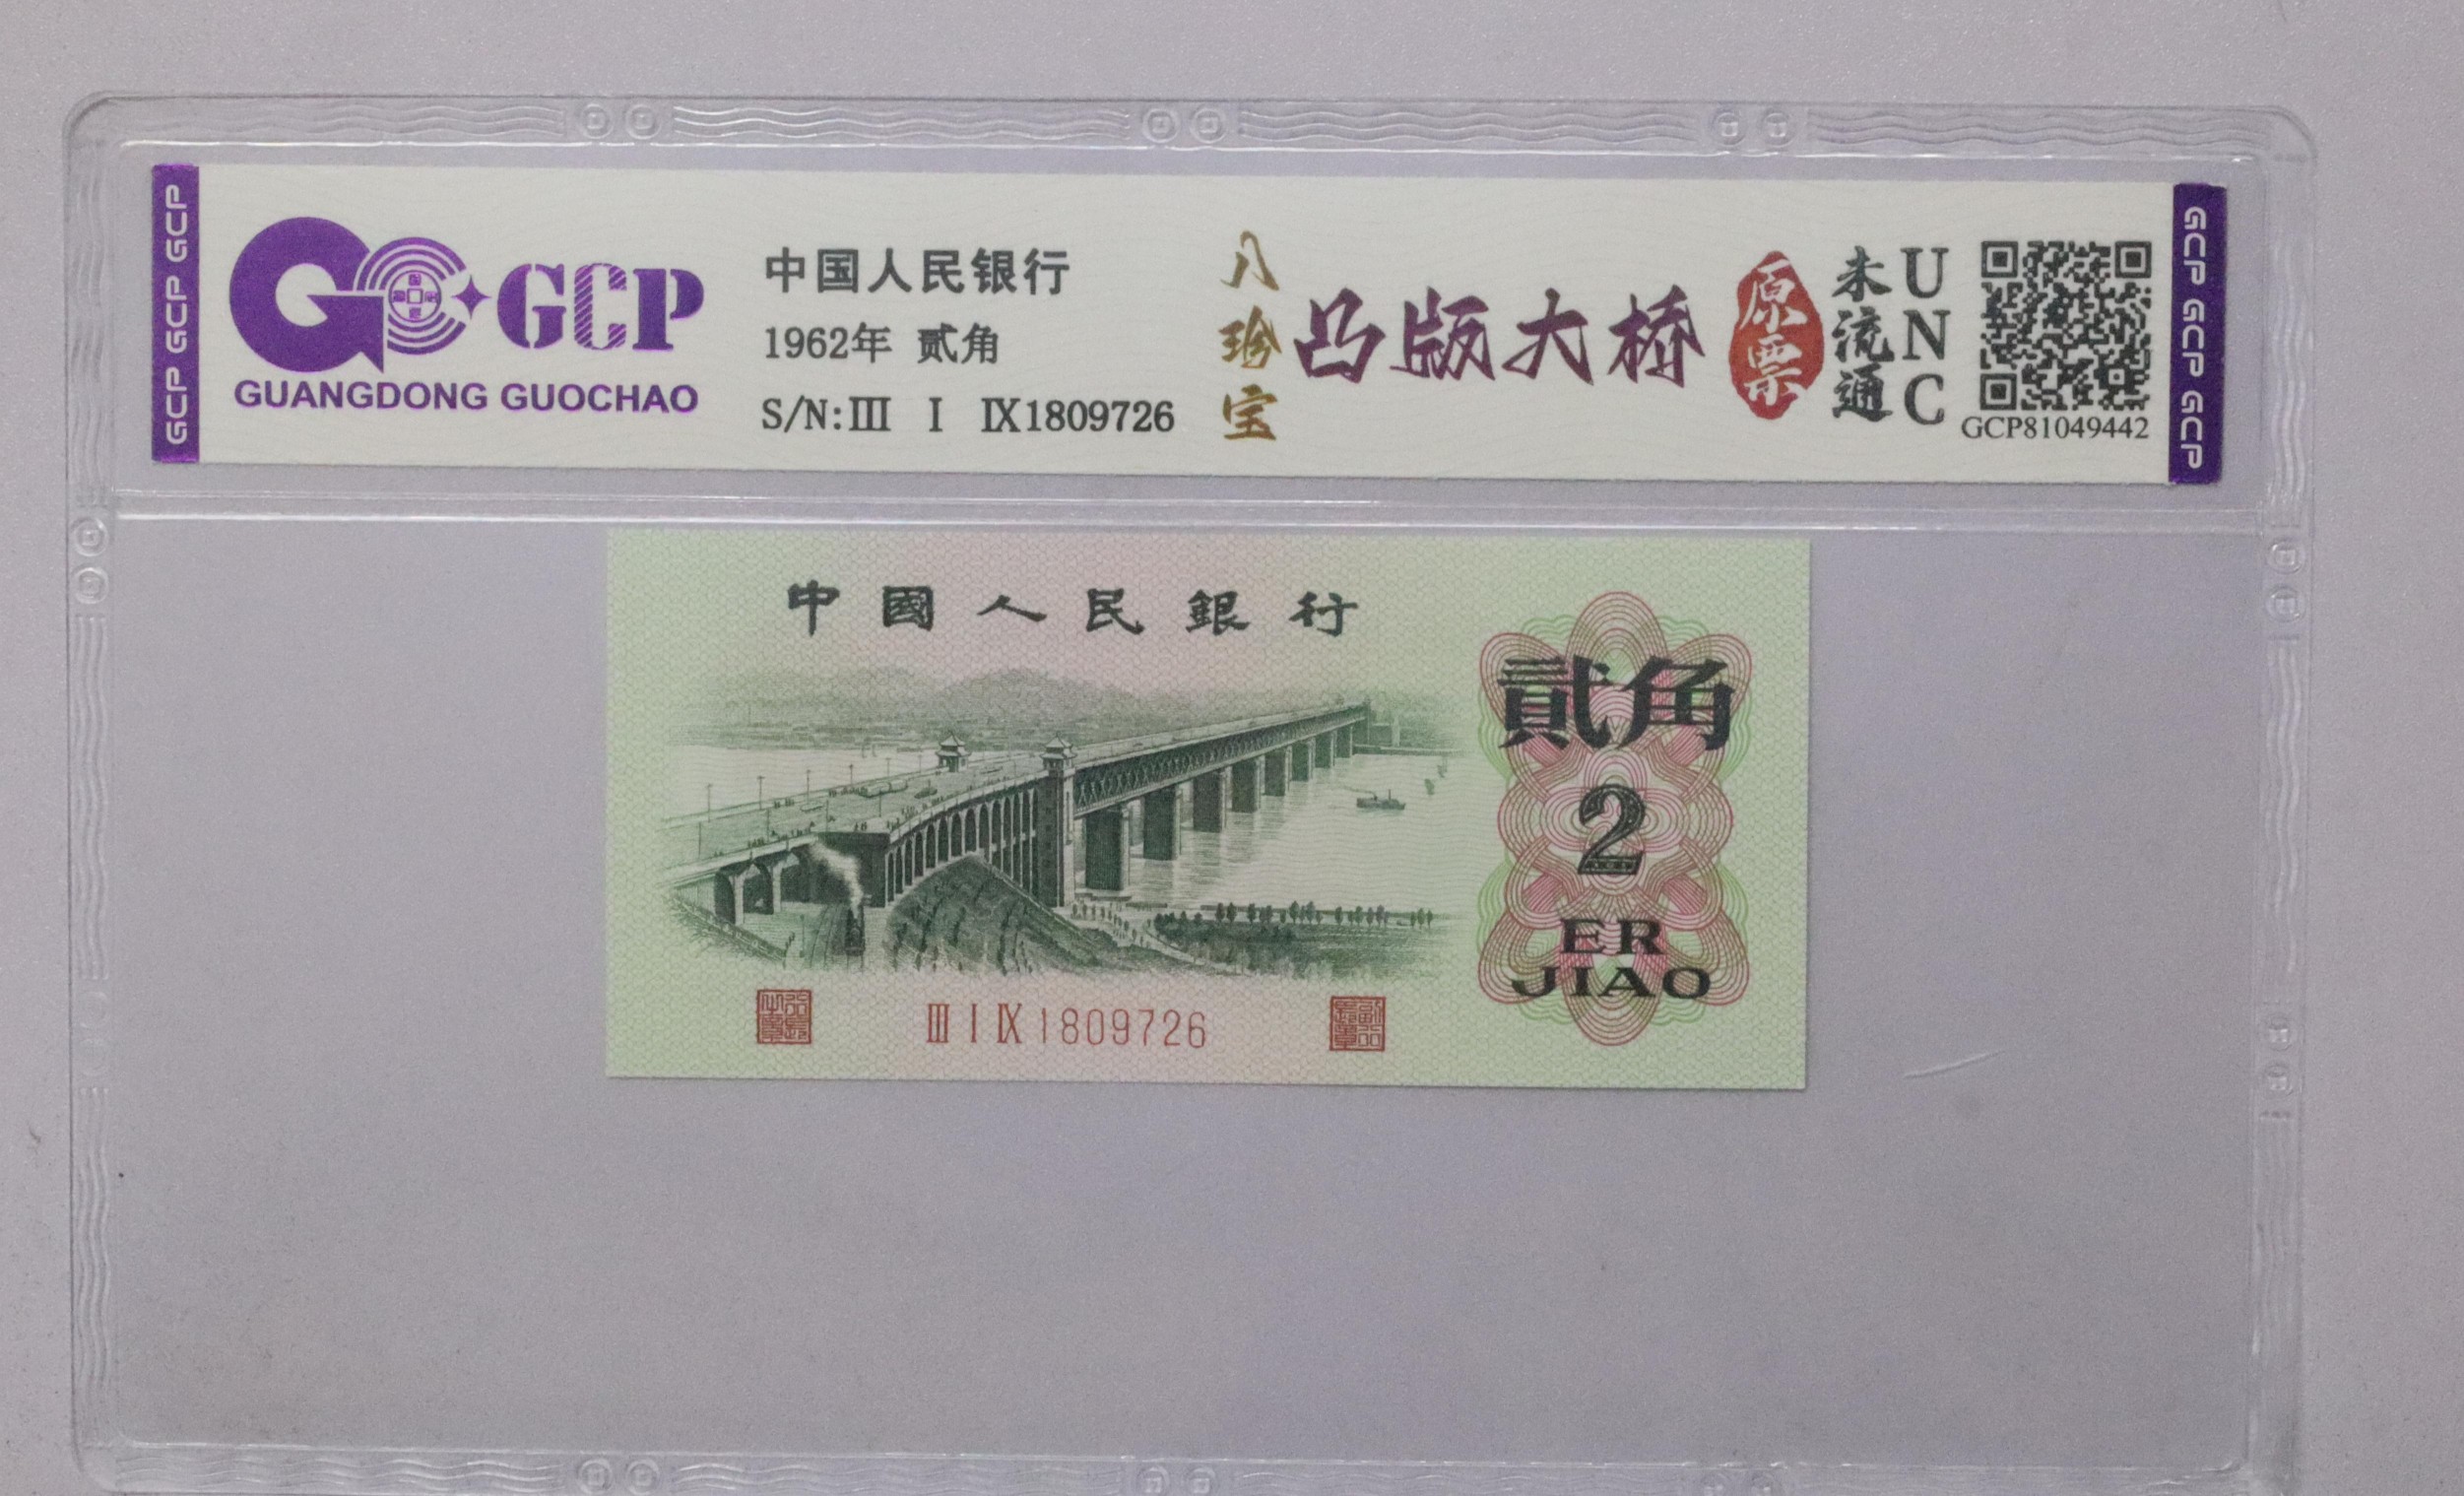 GCP GCP GCP
GCP
GUANGDONG GUOCHAO
中国人民银行
1962年 贰角
S/N:Ⅲ Ⅰ Ⅸ1809726
八珍宝
凸版大桥
原票
未流通
UNC
GCP81049442
GCP GCP GCP
中國人民銀行
貳角
2
ER
JIAO
Ⅲ Ⅰ Ⅸ 1809726